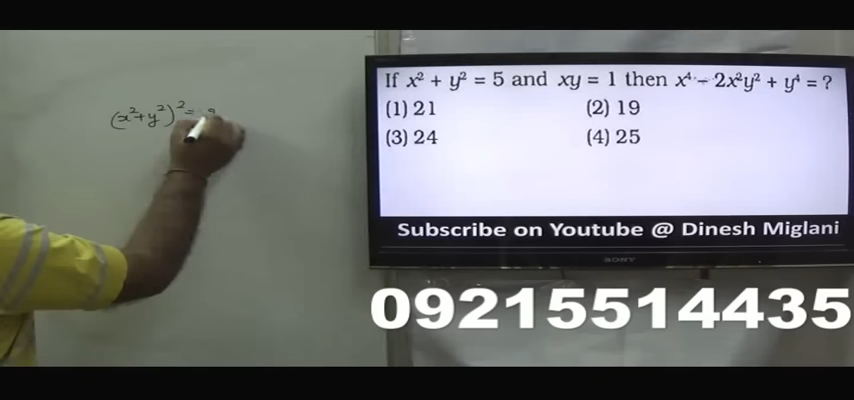 (x²+y²)² =
If x² + y² = 5 and xy = 1 then x⁴ - 2x²y² + y⁴ = ?
(1) 21 (2) 19
(3) 24 (4) 25
Subscribe on Youtube @ Dinesh Miglani
SONY
09215514435